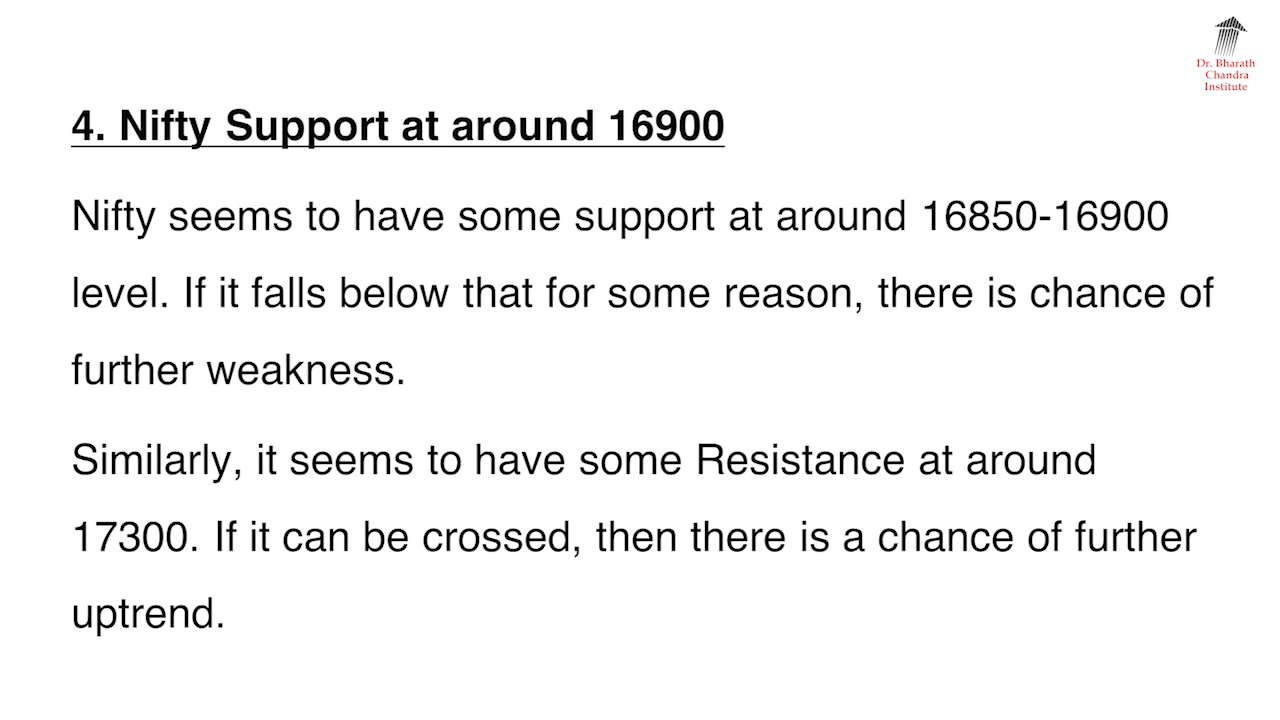 Dr. Bharath
Chandra
Institute
4. Nifty Support at around 16900
Nifty seems to have some support at around 16850-16900
level. If it falls below that for some reason, there is chance of
further weakness.
Similarly, it seems to have some Resistance at around
17300. If it can be crossed, then there is a chance of further
uptrend.